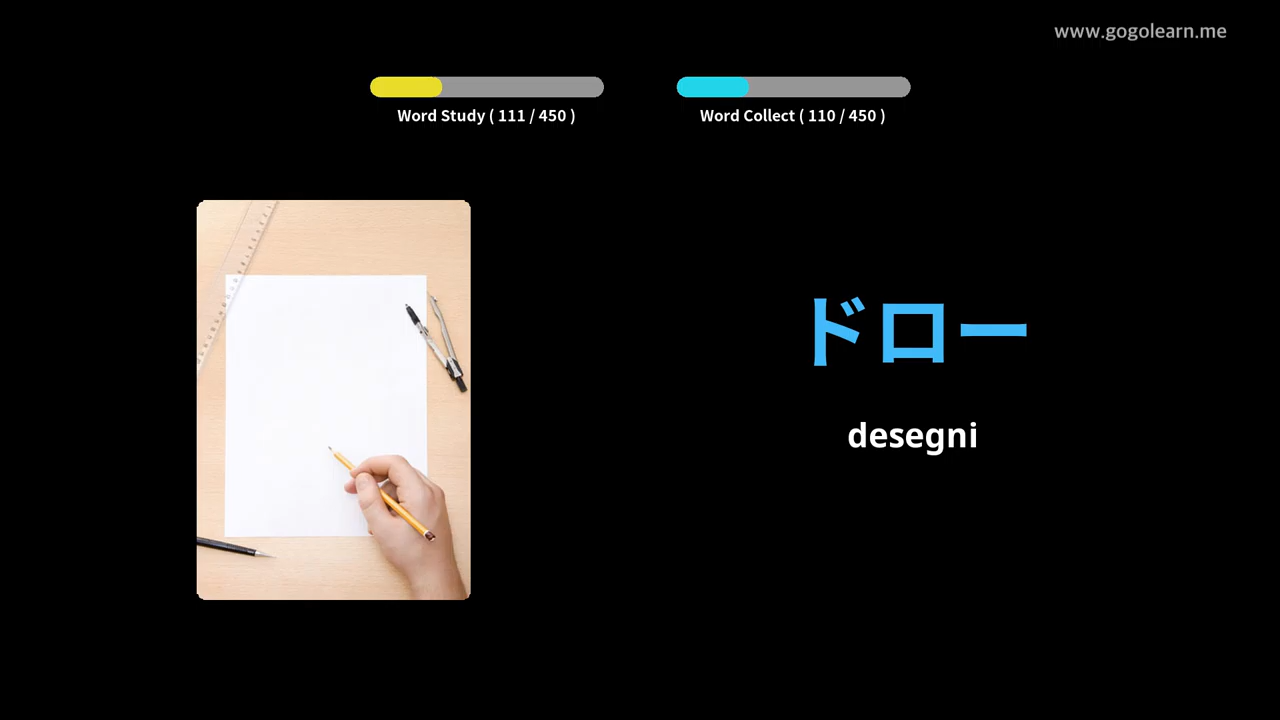 www.gogolearn.me
Word Study ( 111 / 450 )
Word Collect ( 110 / 450 )
ドロー
desegni